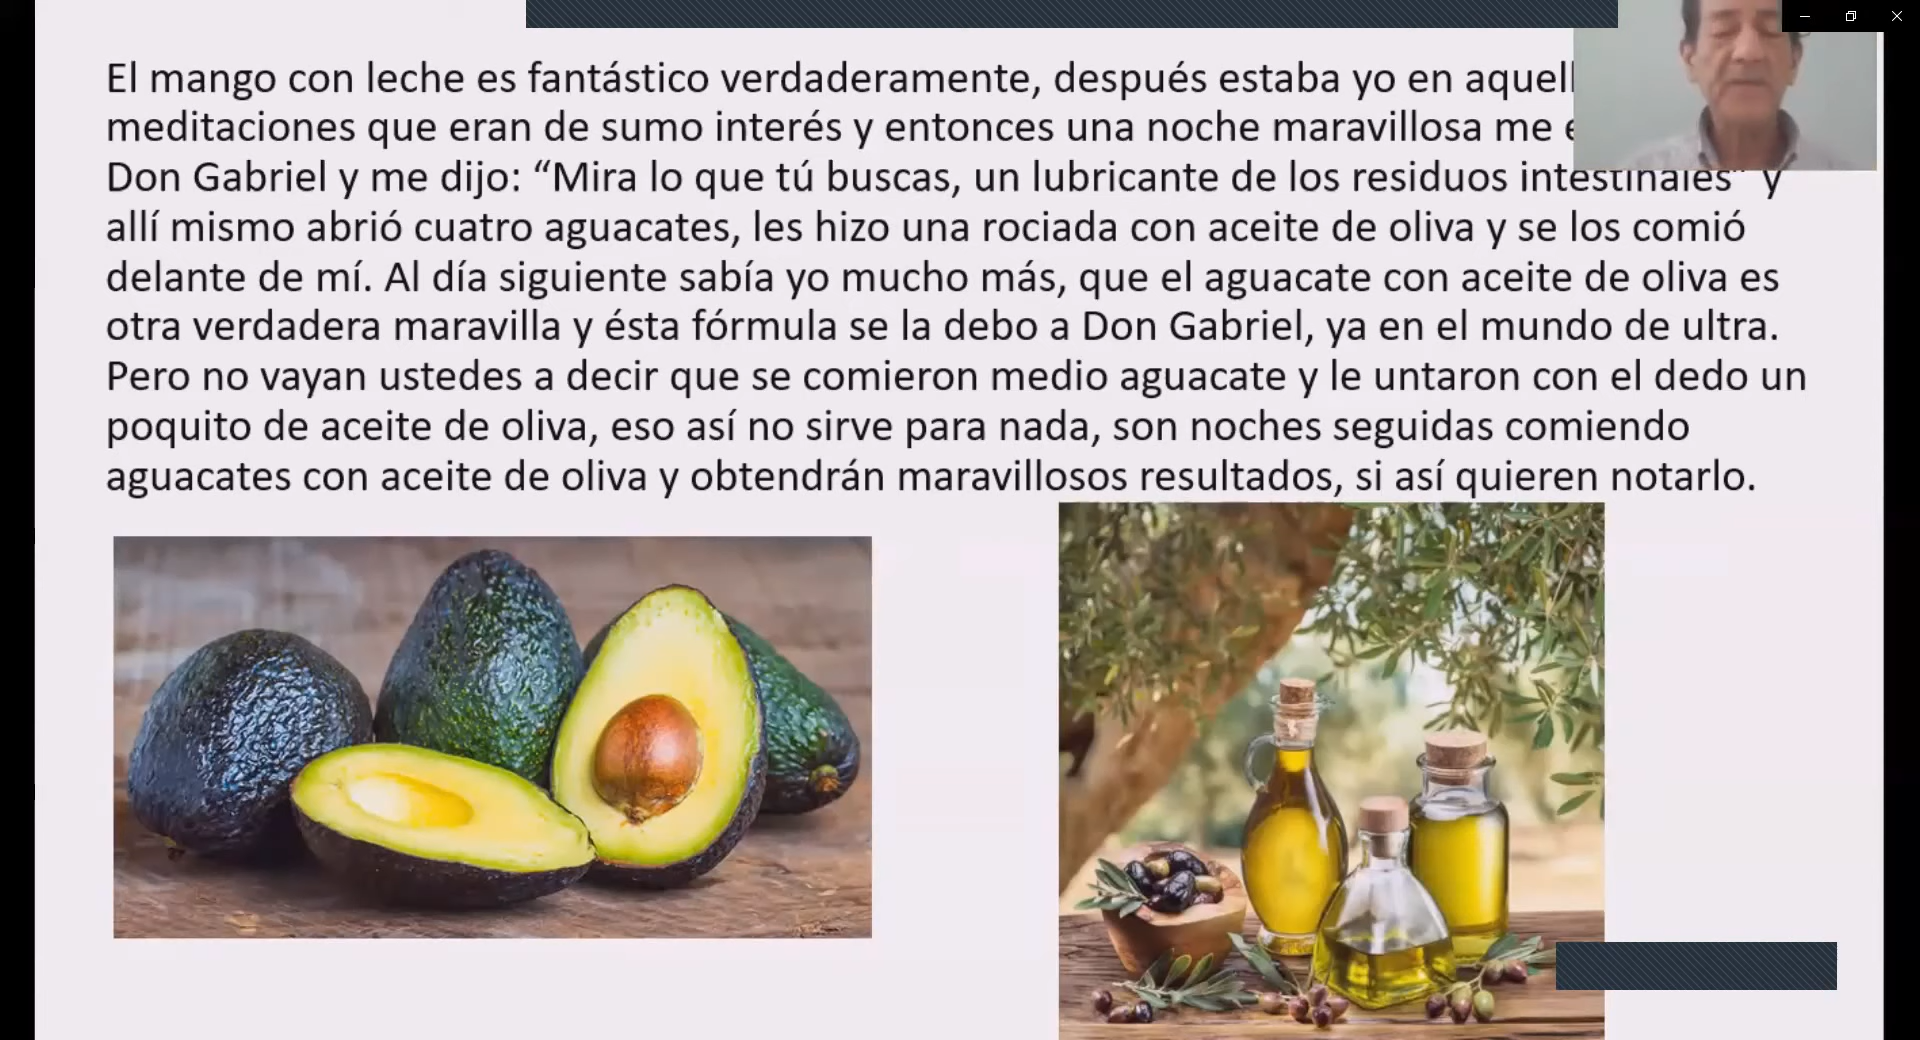 El mango con leche es fantástico verdaderamente, después estaba yo en
meditaciones que eran de sumo interés y entonces una noche maravillosa me
Don Gabriel y me dijo: “Mira lo que tú buscas, un lubricante de los residuos intestinales” y
allí mismo abrió cuatro aguacates, les hizo una rociada con aceite de oliva y se los comió
delante de mí. Al día siguiente sabía yo mucho más, que el aguacate con aceite de oliva es
otra verdadera maravilla y ésta fórmula se la debo a Don Gabriel, ya en el mundo de ultra.
Pero no vayan ustedes a decir que se comieron medio aguacate y le untaron con el dedo un
poquito de aceite de oliva, eso así no sirve para nada, son noches seguidas comiendo
aguacates con aceite de oliva y obtendrán maravillosos resultados, si así quieren notarlo.